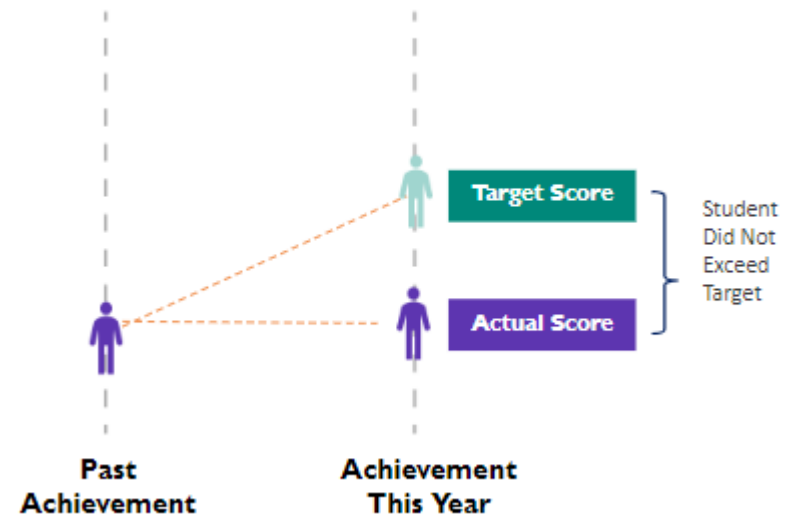 Target Score
Student
Did Not
Exceed
Target
Actual Score
Past
Achievement
Achievement
This Year